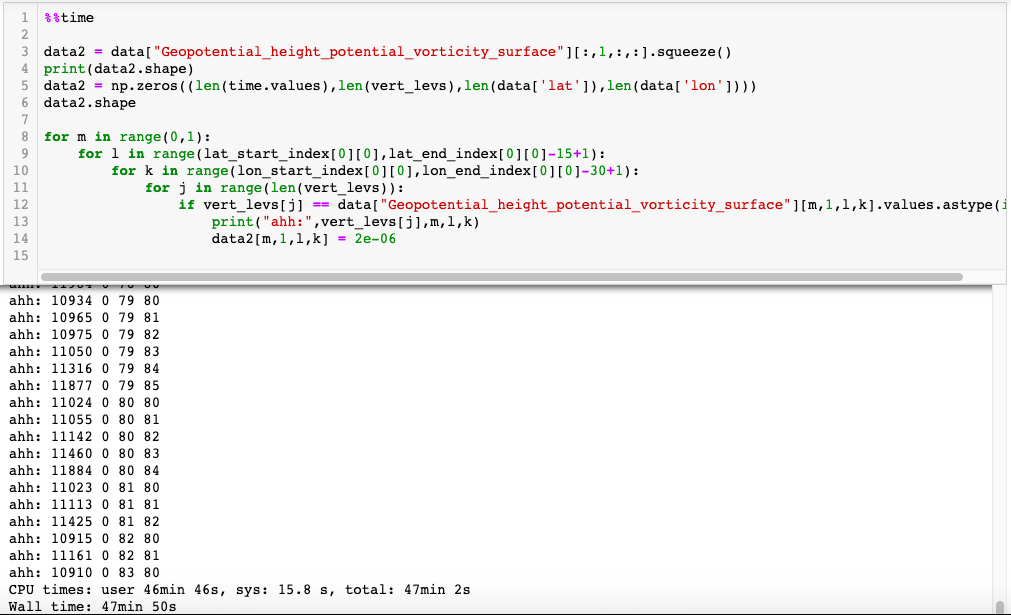 1 %%time
2
3 data2 = data["Geopotential_height_potential_vorticity_surface"][:,1,:,:].squeeze()
4 print(data2.shape)
5 data2 = np.zeros((len(time.values),len(vert_levs),len(data['lat']),len(data['lon'])))
6 data2.shape
7
8 for m in range(0,1):
9     for l in range(lat_start_index[0][0],lat_end_index[0][0]-15+1):
10         for k in range(lon_start_index[0][0],lon_end_index[0][0]-30+1):
11             for j in range(len(vert_levs)):
12                 if vert_levs[j] == data["Geopotential_height_potential_vorticity_surface"][m,1,l,k].values.astype(i
13                     print("ahh:",vert_levs[j],m,l,k)
14                     data2[m,1,l,k] = 2e-06
15
ahh: 10934 0 79 80
ahh: 10965 0 79 81
ahh: 10975 0 79 82
ahh: 11050 0 79 83
ahh: 11316 0 79 84
ahh: 11877 0 79 85
ahh: 11024 0 80 80
ahh: 11055 0 80 81
ahh: 11142 0 80 82
ahh: 11460 0 80 83
ahh: 11884 0 80 84
ahh: 11023 0 81 80
ahh: 11113 0 81 81
ahh: 11425 0 81 82
ahh: 10915 0 82 80
ahh: 11161 0 82 81
ahh: 10910 0 83 80
CPU times: user 46min 46s, sys: 15.8 s, total: 47min 2s
Wall time: 47min 50s